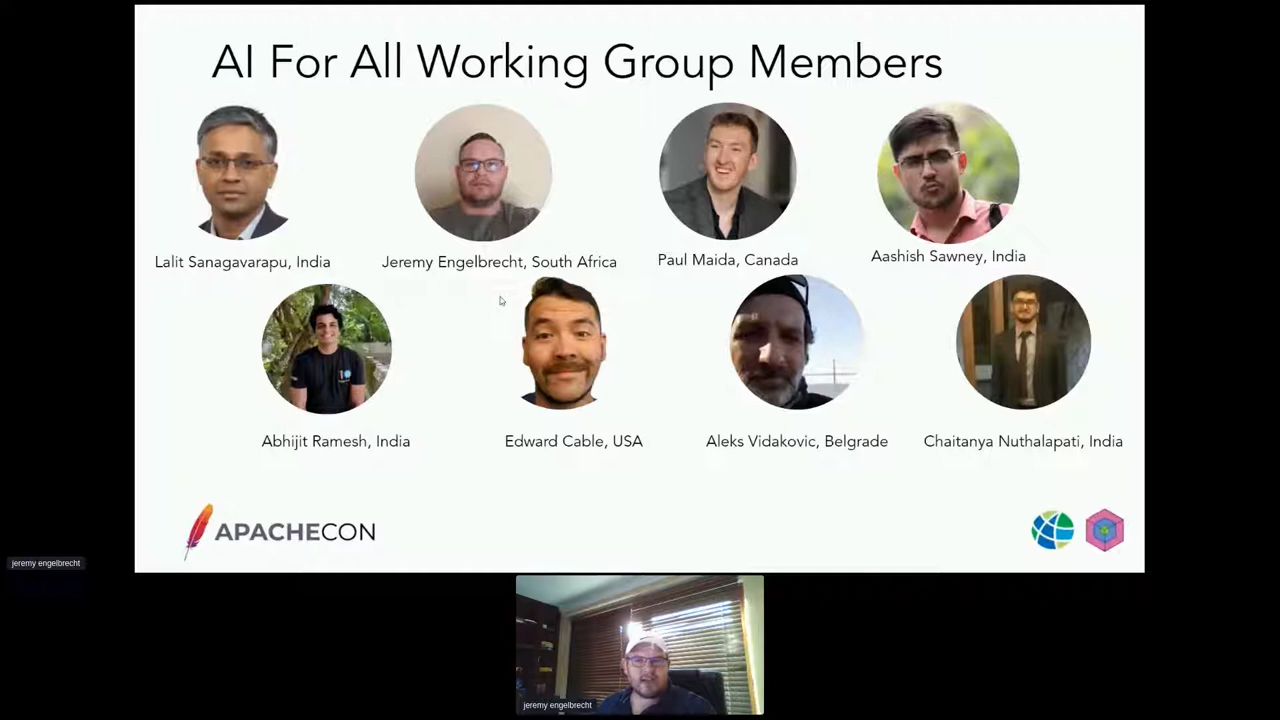 AI For All Working Group Members
Lalit Sanagavarapu, India
Jeremy Engelbrecht, South Africa
Paul Maida, Canada
Aashish Sawney, India
Abhijit Ramesh, India
Edward Cable, USA
Aleks Vidakovic, Belgrade
Chaitanya Nuthalapati, India
APACHECON
jeremy engelbrecht
jeremy engelbrecht